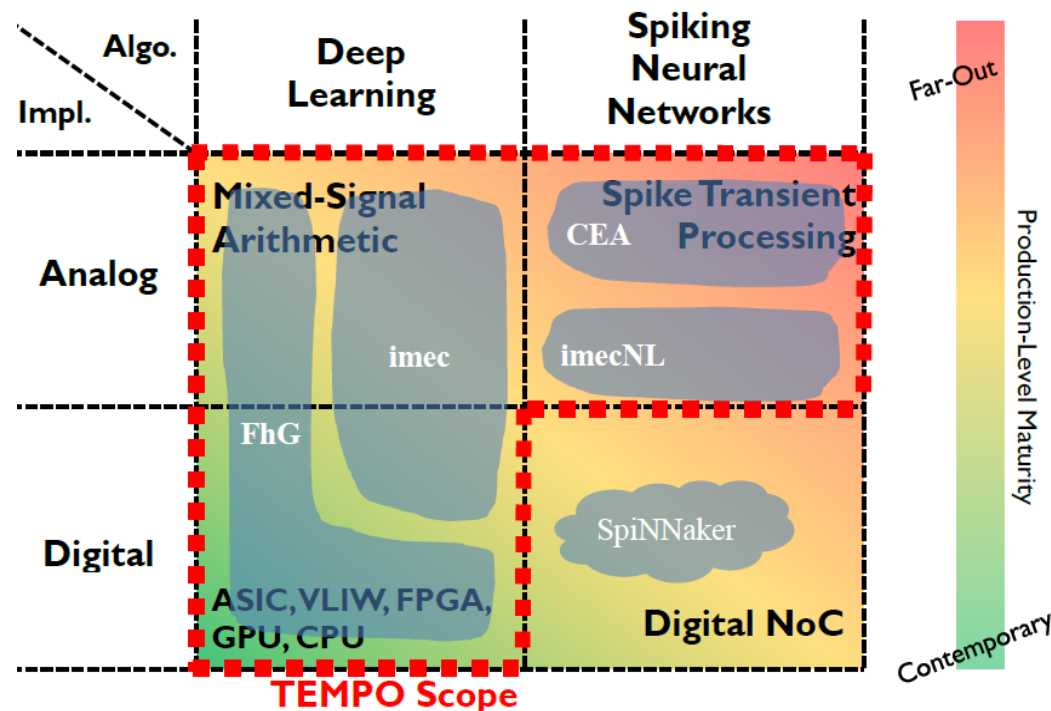 Algo.
Impl.
Deep
Learning
Spiking
Neural
Networks
Far-Out
Production-Level Maturity
Contemporary
Analog
Mixed-Signal
Arithmetic
Spike Transient
Processing
CEA
imec
imecNL
FhG
Digital
SpiNNaker
ASIC, VLIW, FPGA,
GPU, CPU
Digital NoC
TEMPO Scope